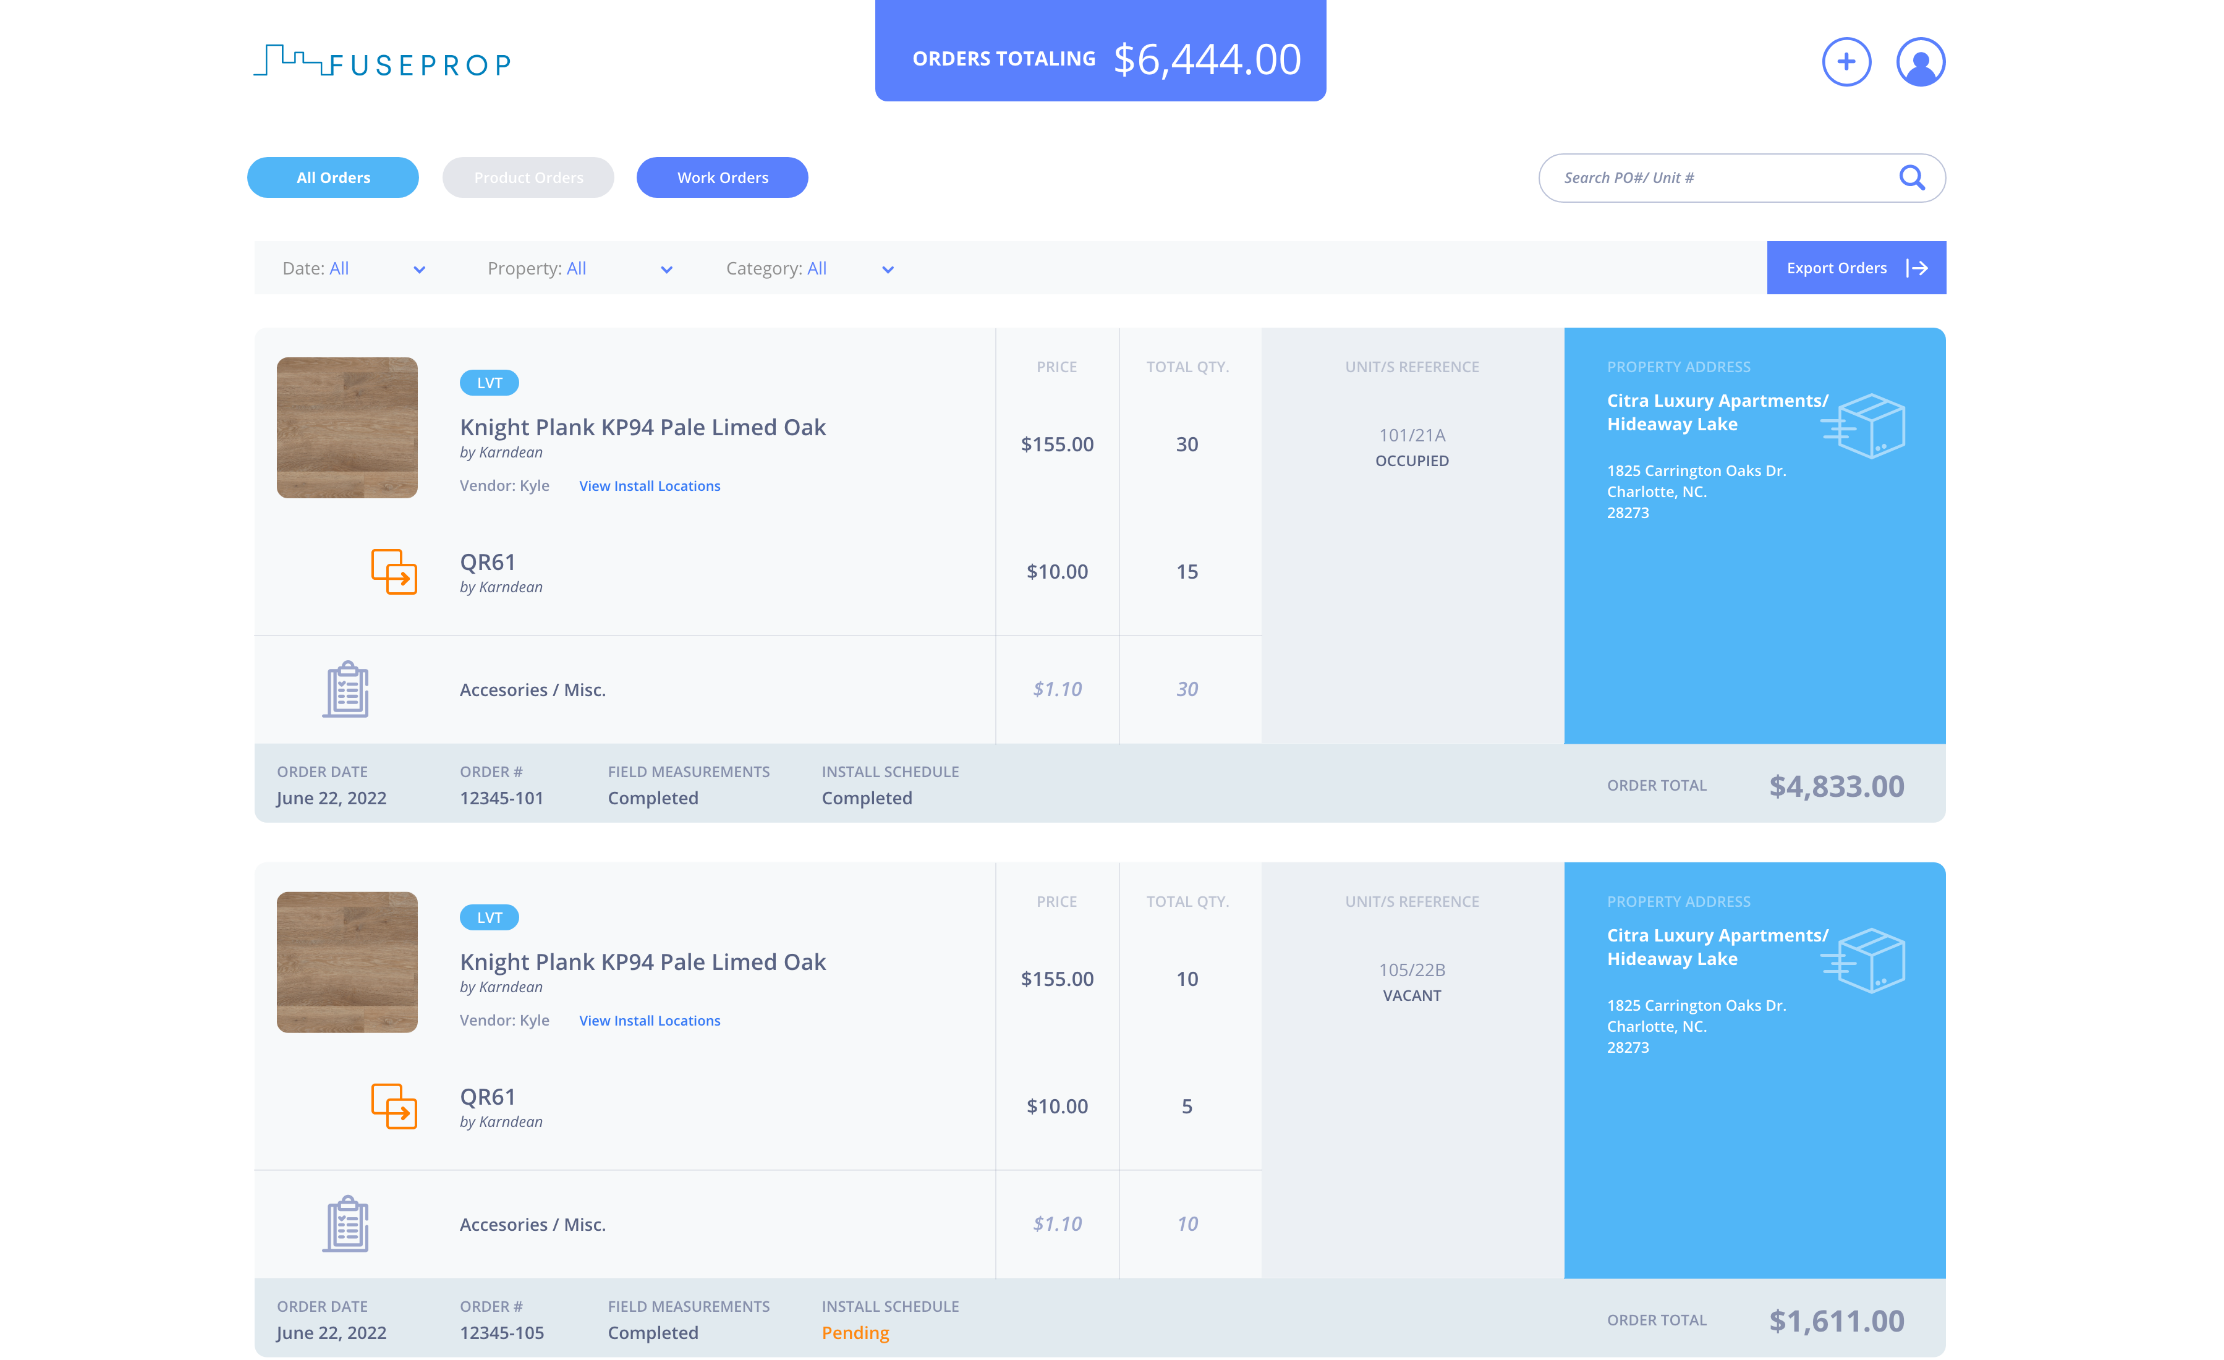 FUSEPROP
ORDERS TOTALING $6,444.00
All Orders
Product Orders
Work Orders
Search PO#/ Unit #
Date: All
Property: All
Category: All
Export Orders
LVT
Knight Plank KP94 Pale Limed Oak
by Karndean
Vendor: Kyle View Install Locations
PRICE
TOTAL QTY.
UNIT/S REFERENCE
PROPERTY ADDRESS
$155.00
30
101/21A
OCCUPIED
Citra Luxury Apartments/
Hideaway Lake
1825 Carrington Oaks Dr.
Charlotte, NC.
28273
QR61
by Karndean
$10.00
15
Accesories / Misc.
$1.10
30
ORDER DATE
June 22, 2022
ORDER #
12345-101
FIELD MEASUREMENTS
Completed
INSTALL SCHEDULE
Completed
ORDER TOTAL $4,833.00
LVT
Knight Plank KP94 Pale Limed Oak
by Karndean
Vendor: Kyle View Install Locations
PRICE
TOTAL QTY.
UNIT/S REFERENCE
PROPERTY ADDRESS
$155.00
10
105/22B
VACANT
Citra Luxury Apartments/
Hideaway Lake
1825 Carrington Oaks Dr.
Charlotte, NC.
28273
QR61
by Karndean
$10.00
5
Accesories / Misc.
$1.10
10
ORDER DATE
June 22, 2022
ORDER #
12345-105
FIELD MEASUREMENTS
Completed
INSTALL SCHEDULE
Pending
ORDER TOTAL $1,611.00